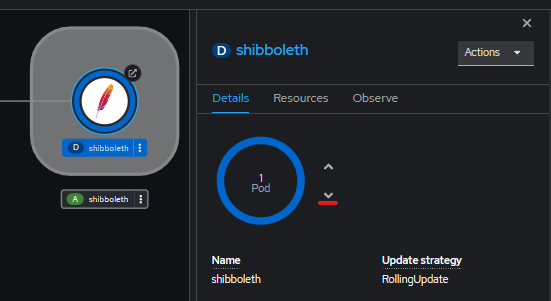 D shibboleth
A shibboleth
D shibboleth
Actions
Details Resources Observe
1
Pod
Name Update strategy
shibboleth RollingUpdate